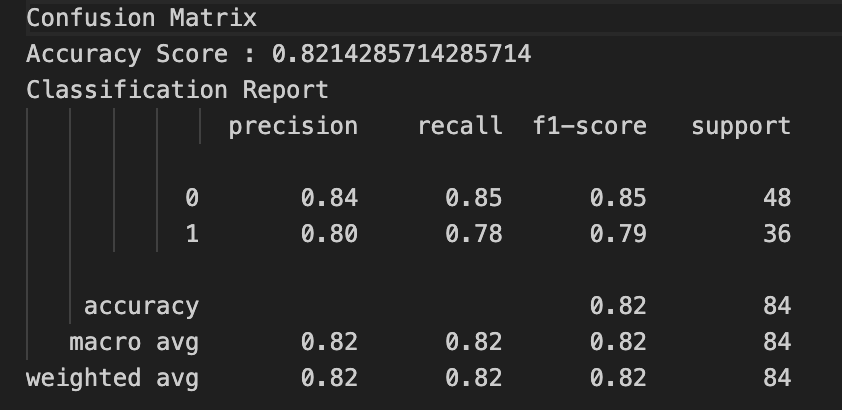 Confusion Matrix
Accuracy Score : 0.8214285714285714
Classification Report
precision recall f1-score support
0 0.84 0.85 0.85 48
1 0.80 0.78 0.79 36
accuracy 0.82 84
macro avg 0.82 0.82 0.82 84
weighted avg 0.82 0.82 0.82 84